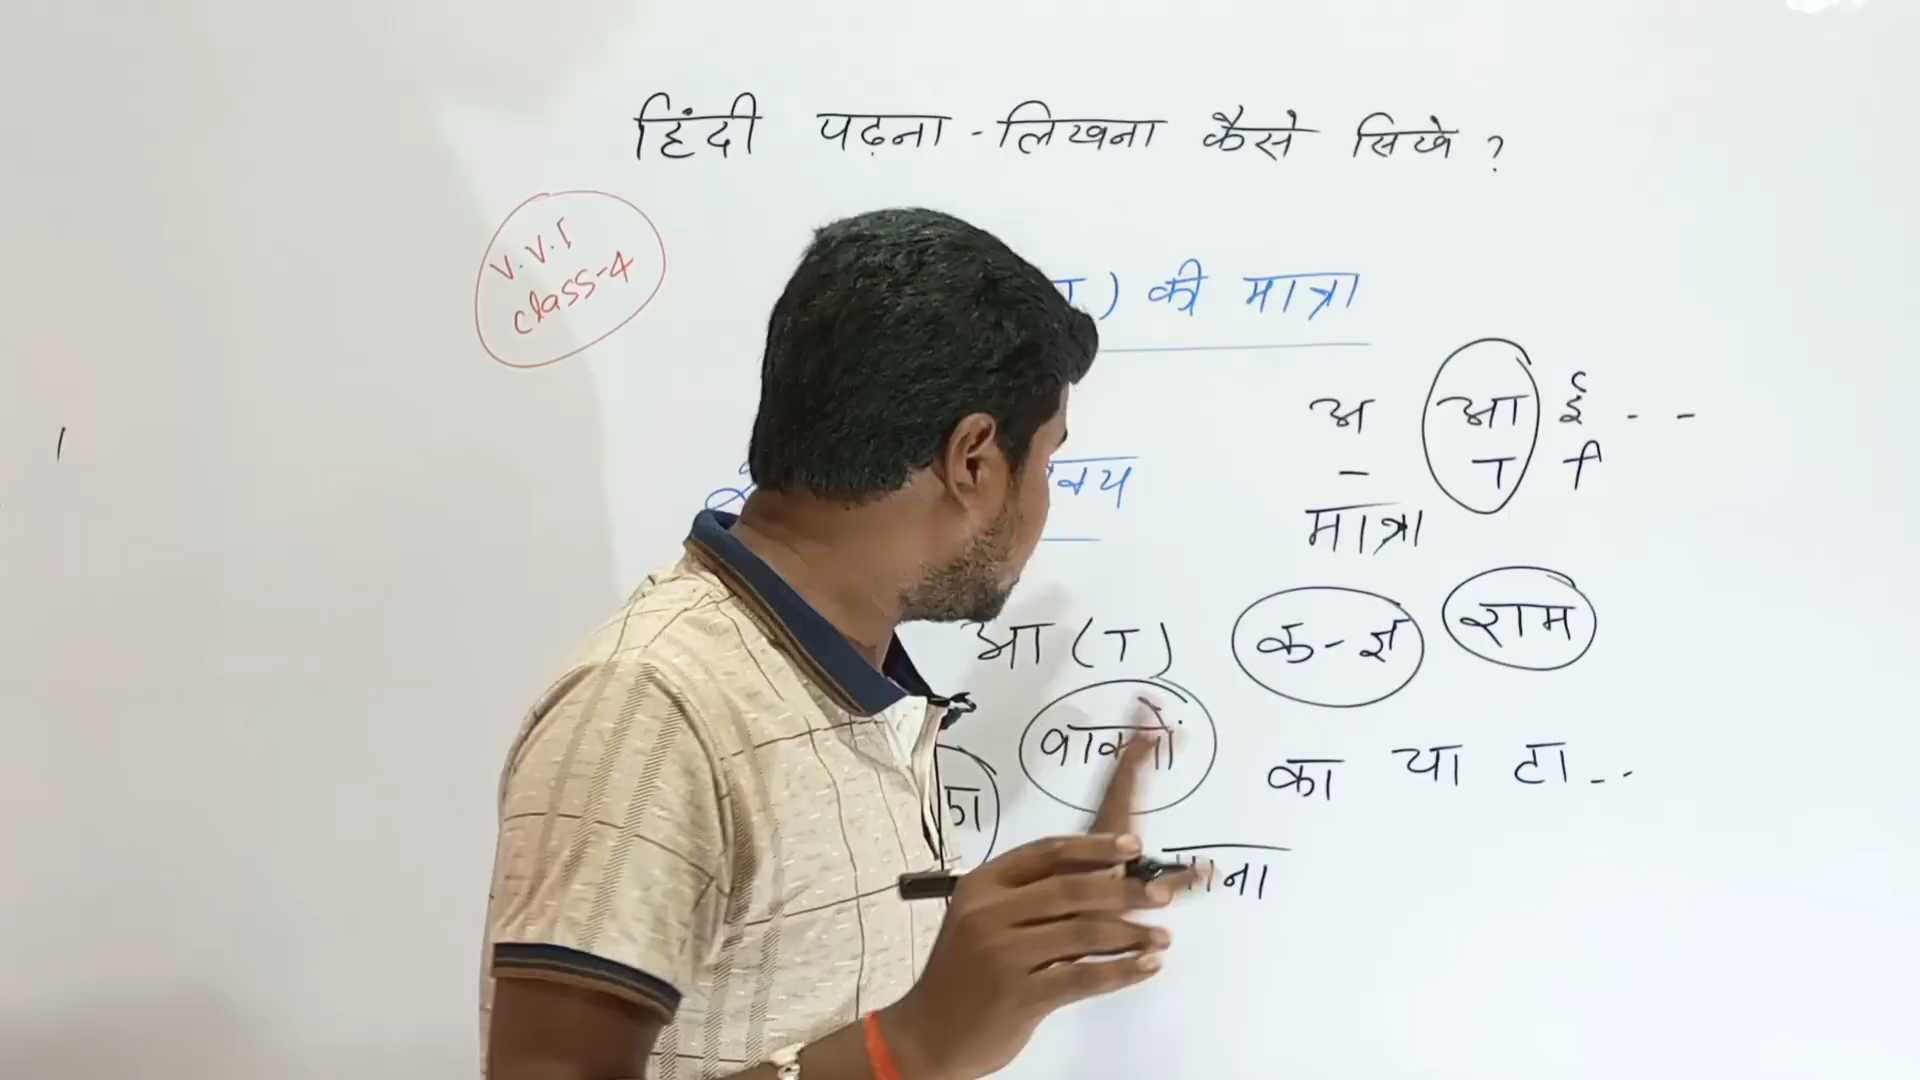 हिंदी पढ़ना-लिखना कैसे सिखे ?
V.V.I
class-4
ा) की मात्रा
अ आ ई - -
- ा ी
मात्रा
आ (ा) क-ज्ञ राम
का या टा - -